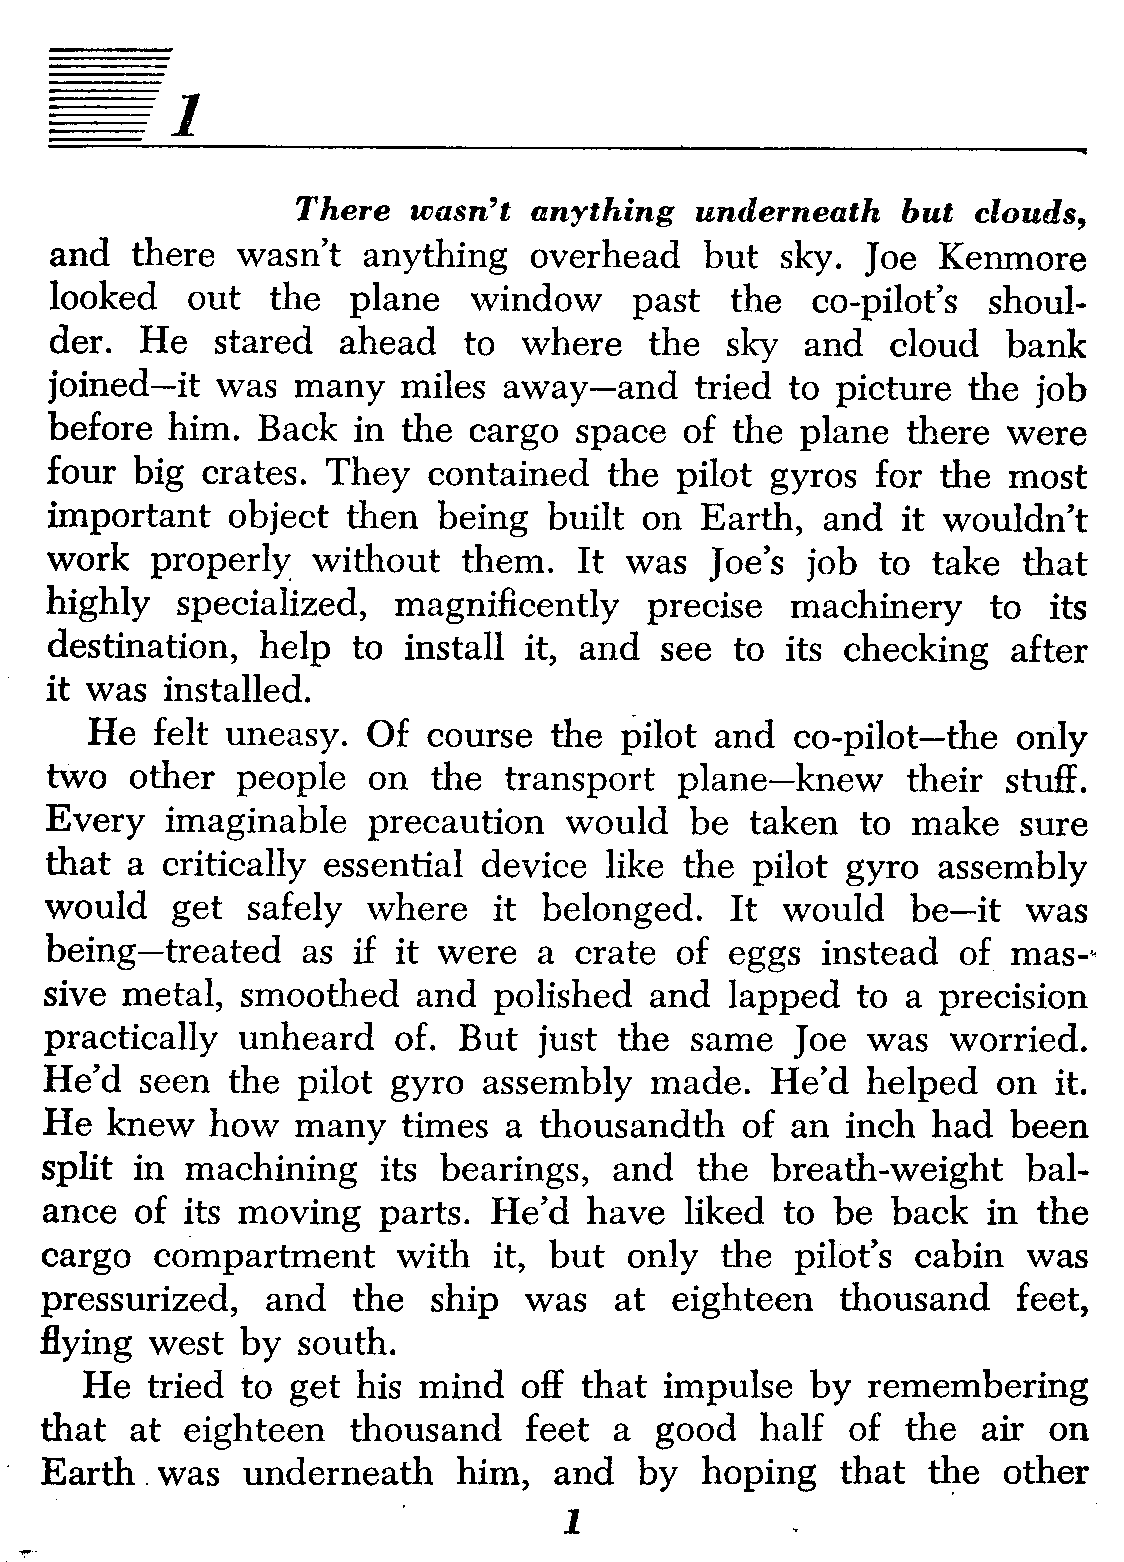 1
There wasn't anything underneath but clouds,
and there wasn't anything overhead but sky. Joe Kenmore
looked out the plane window past the co-pilot's shoul-
der. He stared ahead to where the sky and cloud bank
joined—it was many miles away—and tried to picture the job
before him. Back in the cargo space of the plane there were
four big crates. They contained the pilot gyros for the most
important object then being built on Earth, and it wouldn't
work properly without them. It was Joe's job to take that
highly specialized, magnificently precise machinery to its
destination, help to install it, and see to its checking after
it was installed.
He felt uneasy. Of course the pilot and co-pilot—the only
two other people on the transport plane—knew their stuff.
Every imaginable precaution would be taken to make sure
that a critically essential device like the pilot gyro assembly
would get safely where it belonged. It would be—it was
being—treated as if it were a crate of eggs instead of mas-
sive metal, smoothed and polished and lapped to a precision
practically unheard of. But just the same Joe was worried.
He'd seen the pilot gyro assembly made. He'd helped on it.
He knew how many times a thousandth of an inch had been
split in machining its bearings, and the breath-weight bal-
ance of its moving parts. He'd have liked to be back in the
cargo compartment with it, but only the pilot's cabin was
pressurized, and the ship was at eighteen thousand feet,
flying west by south.
He tried to get his mind off that impulse by remembering
that at eighteen thousand feet a good half of the air on
Earth was underneath him, and by hoping that the other
1